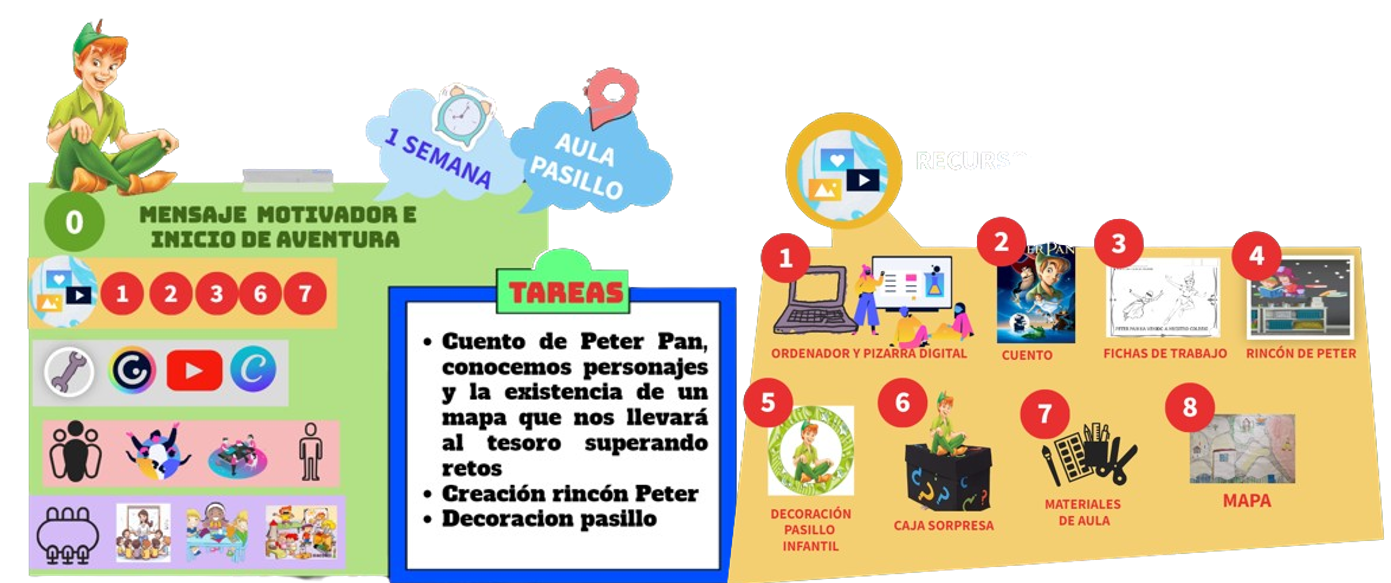 1 SEMANA
AULA
PASILLO
0
MENSAJE MOTIVADOR E
INICIO DE AVENTURA
1 2 3 6 7
TAREAS
• Cuento de Peter Pan,
conocemos personajes
y la existencia de un
mapa que nos llevará
al tesoro superando
retos
• Creación rincón Peter
• Decoracion pasillo
RECURSO
1
ORDENADOR Y PIZARRA DIGITAL
2
CUENTO
3
FICHAS DE TRABAJO
4
RINCÓN DE PETER
5
DECORACIÓN
PASILLO
INFANTIL
6
CAJA SORPRESA
7
MATERIALES
DE AULA
8
MAPA